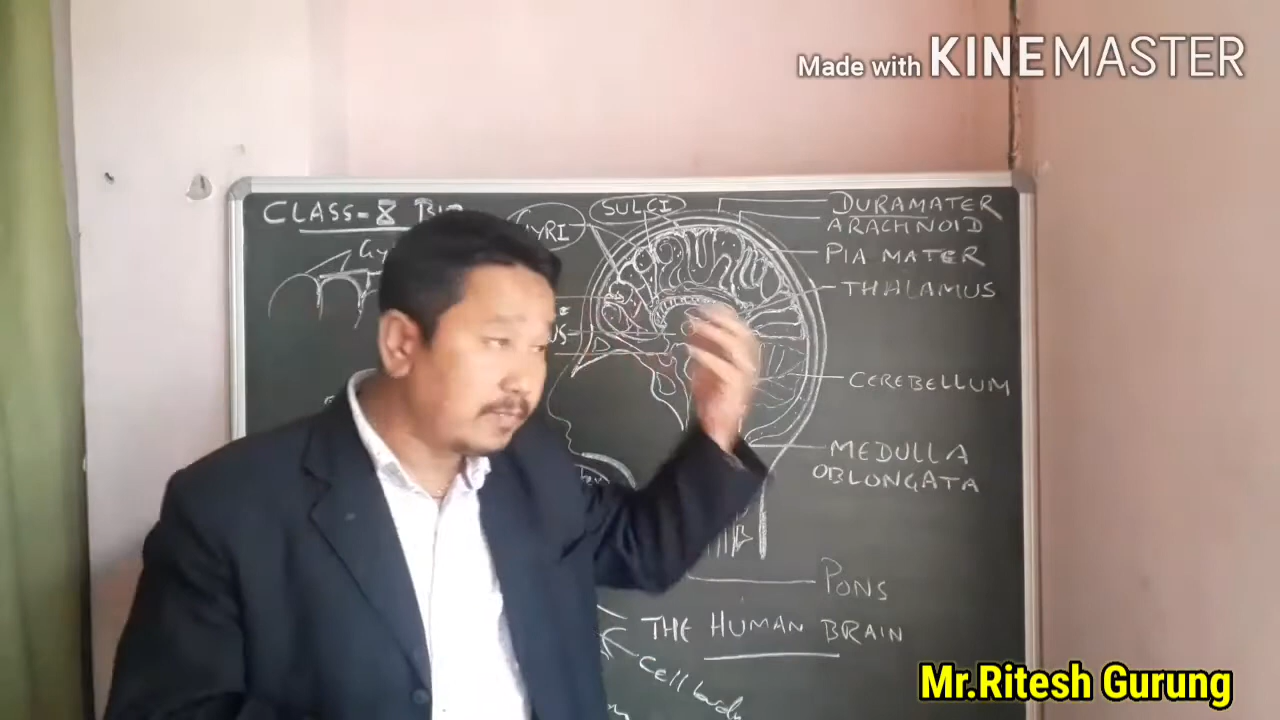 Made with KINEMASTER
CLASS-8 BIO
SULCI
GYRI
DURAMATER
ARACHNOID
PIA MATER
THALAMUS
CEREBELLUM
MEDULLA
OBLONGATA
PONS
THE HUMAN BRAIN
Cell body
Mr.Ritesh Gurung